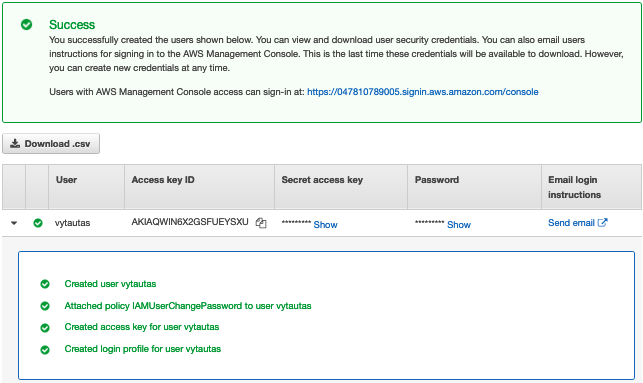 Success
You successfully created the users shown below. You can view and download user security credentials. You can also email users
instructions for signing in to the AWS Management Console. This is the last time these credentials will be available to download. However,
you can create new credentials at any time.
Users with AWS Management Console access can sign-in at: https://047810789005.signin.aws.amazon.com/console
Download .csv
User Access key ID Secret access key Password Email login
instructions
vytautas AKIAQWIN6X2GSFUEYSXU ********* Show ********* Show Send email
Created user vytautas
Attached policy IAMUserChangePassword to user vytautas
Created access key for user vytautas
Created login profile for user vytautas